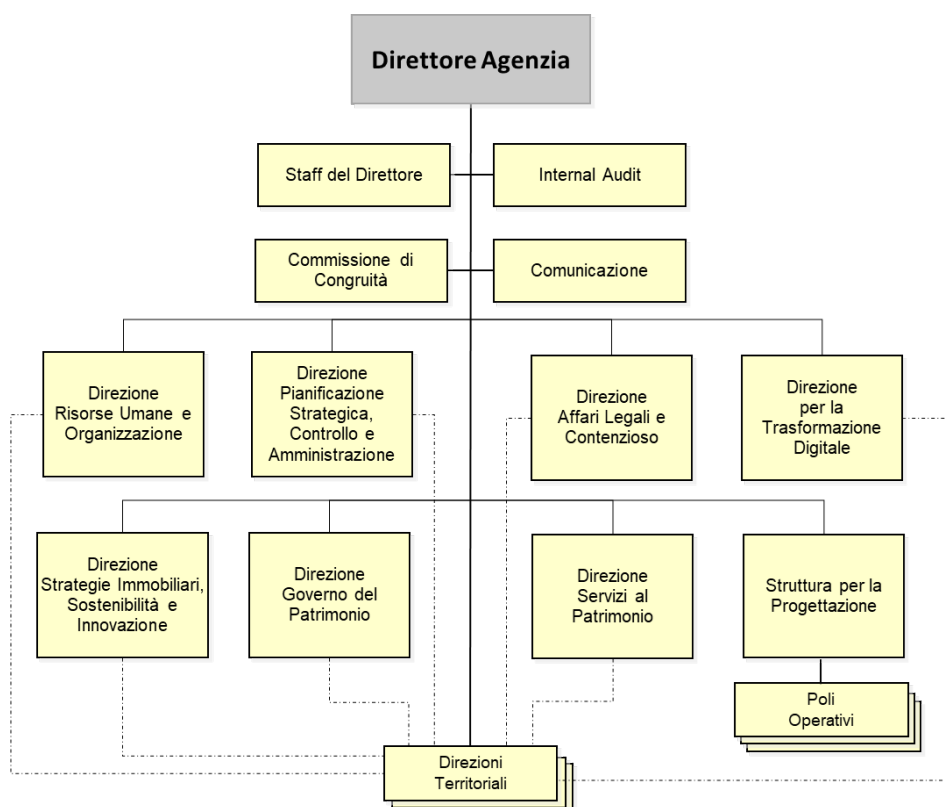 Direttore Agenzia
Staff del Direttore
Internal Audit
Commissione di
Congruità
Comunicazione
Direzione
Risorse Umane e
Organizzazione
Direzione
Pianificazione
Strategica,
Controllo e
Amministrazione
Direzione
Affari Legali e
Contenzioso
Direzione
per la
Trasformazione
Digitale
Direzione
Strategie Immobiliari,
Sostenibilità e
Innovazione
Direzione
Governo del
Patrimonio
Direzione
Servizi al
Patrimonio
Struttura per la
Progettazione
Poli
Operativi
Direzioni
Territoriali